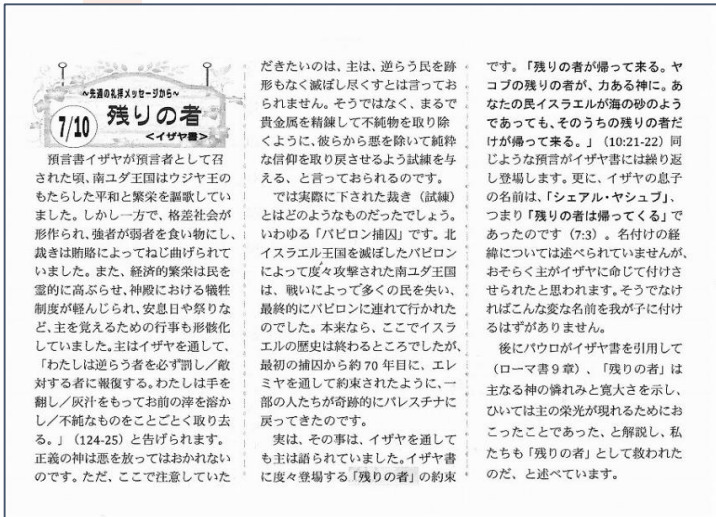 ～先週の礼拝メッセージから～
7/10
残りの者
＜イザヤ書＞
預言書イザヤが預言者として召
された頃、南ユダ王国はウジヤ王の
もたらした平和と繁栄を謳歌してい
ました。しかし一方で、格差社会が
形作られ、強者が弱者を食い物にし、
裁きは賄賂によってねじ曲げられて
いました。また、経済的繁栄は民を
霊的に高ぶらせ、神殿における犠牲
制度が軽んじられ、安息日や祭りな
ど、主を覚えるための行事も形骸化
していました。主はイザヤを通して、
「わたしは逆らう者を必ず罰し／敵
対する者に報復する。わたしは手を
翻し／灰汁をもってお前の滓を溶か
し／不純なものをことごとく取り去
る。」（124-25）と告げられます。
正義の神は悪を放ってはおかれない
のです。ただ、ここで注意していた
だきたいのは、主は、逆らう民を跡
形もなく滅ぼし尽くすとは言ってお
られません。そうではなく、まるで
貴金属を精錬して不純物を取り除
くように、彼らから悪を除いて純粋
な信仰を取り戻させるよう試練を与
える、と言っておられるのです。
では実際に下された裁き（試練）
とはどのようなものだったでしょう。
いわゆる「バビロン捕囚」です。北
イスラエル王国を滅ぼしたバビロン
によって度々攻撃された南ユダ王国
は、戦いによって多くの民を失い、
最終的にバビロンに連れて行かれた
のでした。本来なら、ここでイスラ
エルの歴史は終わるところでしたが、
最初の捕囚から約 70 年目に、エレ
ミヤを通して約束されたように、一
部の人たちが奇跡的にパレスチナに
戻ってきたのです。
実は、その事は、イザヤを通して
も主は語られていました。イザヤ書
に度々登場する「残りの者」の約束
です。「残りの者が帰って来る。ヤ
コブの残りの者が、力ある神に。あ
なたの民イスラエルが海の砂のよう
であっても、そのうちの残りの者だ
けが帰って来る。」（10:21-22）同
じような預言がイザヤ書には繰り返
し登場します。更に、イザヤの息子
の名前は、「シェアル・ヤシュブ」、
つまり「残りの者は帰ってくる」で
あったのです（7:3）。名付けの経
緯については述べられていませんが、
おそらく主がイザヤに命じて付けさ
せられたと思われます。そうでなけ
ればこんな変な名前を我が子に付け
るはずがありません。
後にパウロがイザヤ書を引用して
（ローマ書９章）、「残りの者」は
主なる神の憐れみと寛大さを示し、
ひいては主の栄光が現れるためにお
こったことであった、と解説し、私
たちも「残りの者」として救われた
のだ、と述べています。